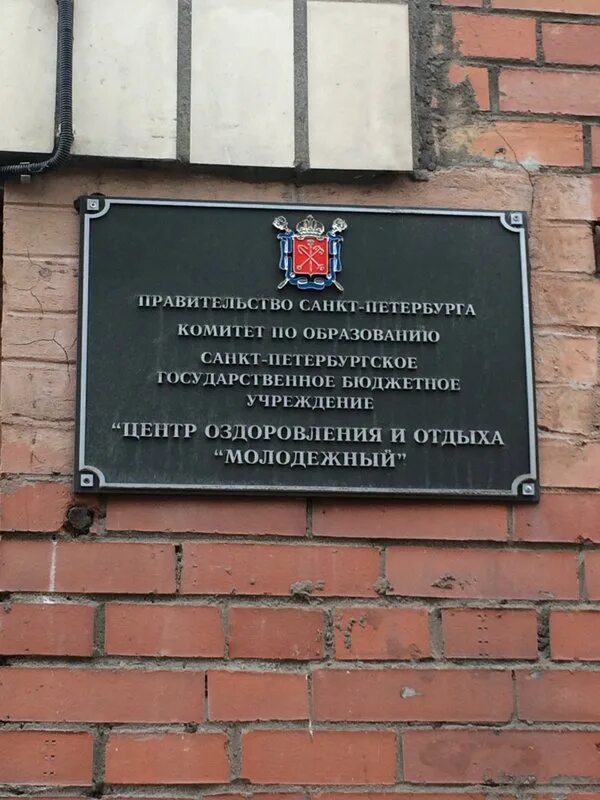 ПРАВИТЕЛЬСТВО САНКТ-ПЕТЕРБУРГА
КОМИТЕТ ПО ОБРАЗОВАНИЮ
САНКТ-ПЕТЕРБУРГСКОЕ
ГОСУДАРСТВЕННОЕ БЮДЖЕТНОЕ
УЧРЕЖДЕНИЕ
"ЦЕНТР ОЗДОРОВЛЕНИЯ И ОТДЫХА
"МОЛОДЕЖНЫЙ"